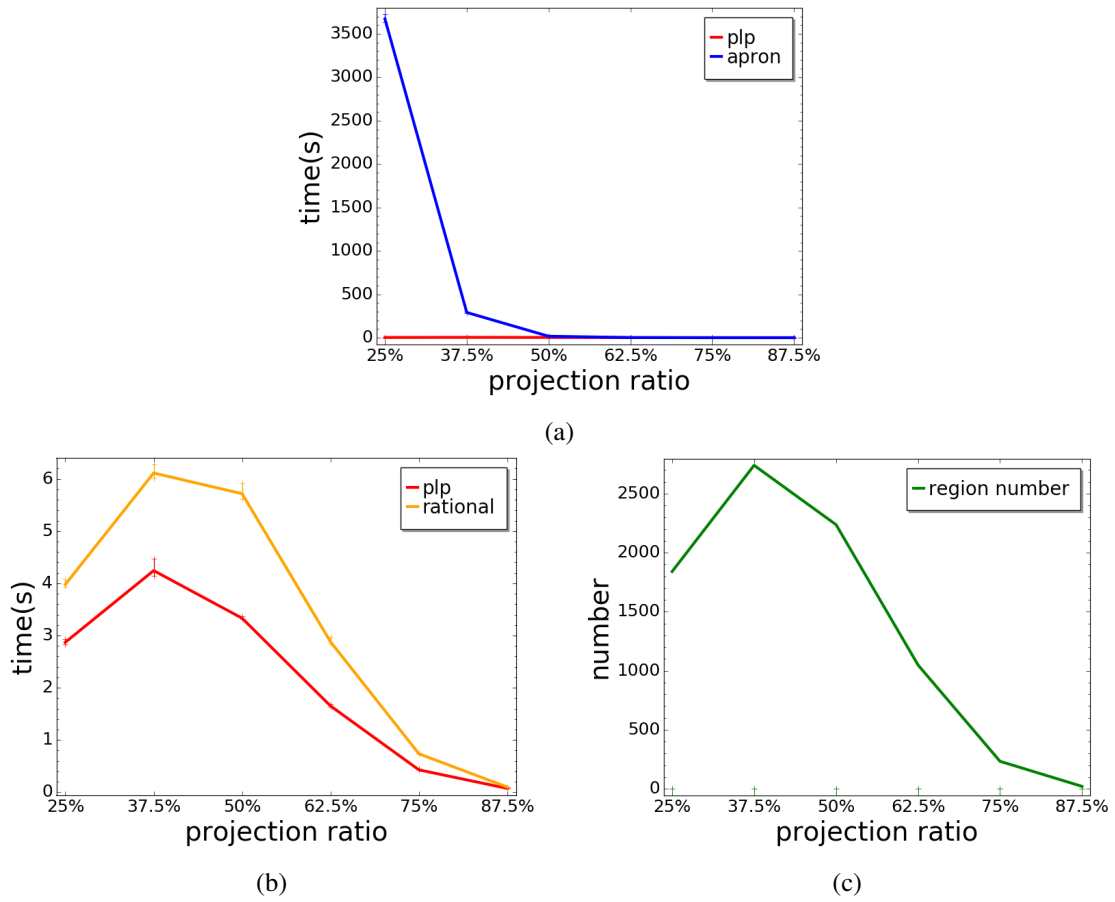 3500
3000
2500
2000
1500
1000
500
0
time(s)
plp
apron
25% 37.5% 50% 62.5% 75% 87.5%
projection ratio
(a)
6
5
4
3
2
1
0
time(s)
plp
rational
25% 37.5% 50% 62.5% 75% 87.5%
projection ratio
(b)
2500
2000
1500
1000
500
0
number
region number
25% 37.5% 50% 62.5% 75% 87.5%
projection ratio
(c)